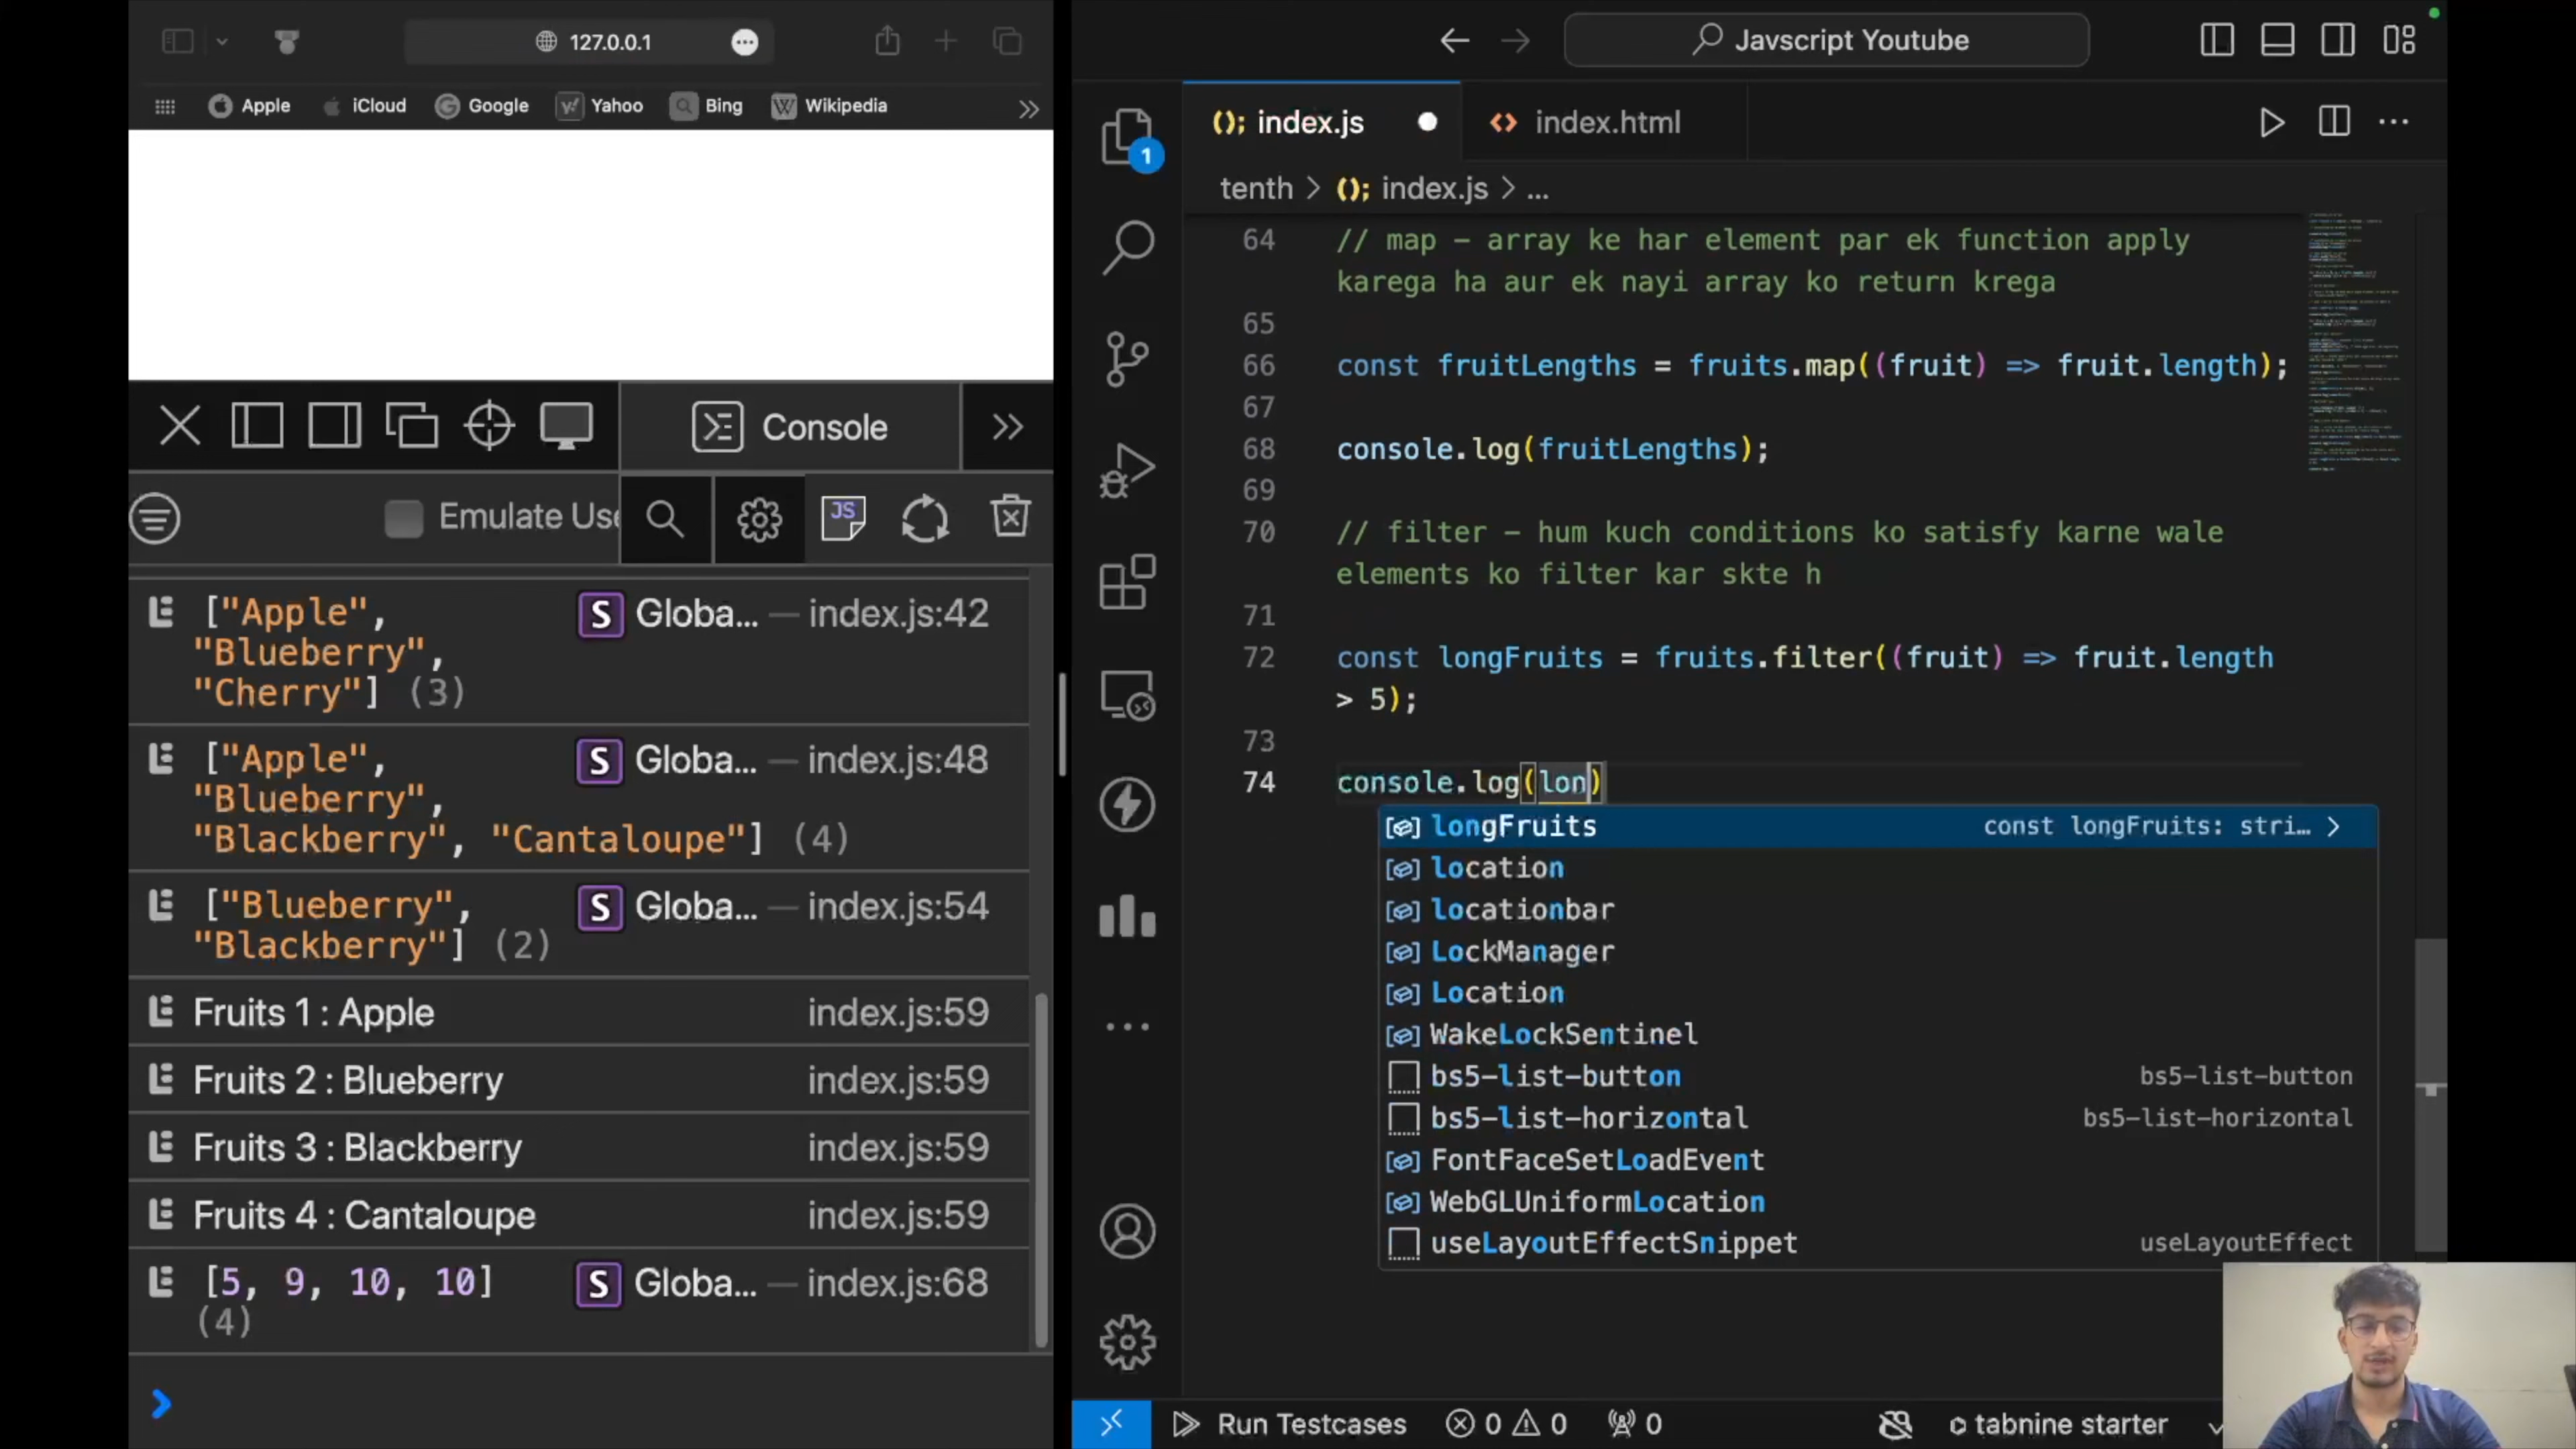 127.0.0.1
Apple iCloud Google Yahoo Bing Wikipedia
Console
Emulate Use
["Apple", S Globa... — index.js:42
"Blueberry",
"Cherry"] (3)
["Apple", S Globa... — index.js:48
"Blueberry",
"Blackberry", "Cantaloupe"] (4)
["Blueberry", S Globa... — index.js:54
"Blackberry"] (2)
Fruits 1 : Apple index.js:59
Fruits 2 : Blueberry index.js:59
Fruits 3 : Blackberry index.js:59
Fruits 4 : Cantaloupe index.js:59
[5, 9, 10, 10] S Globa... — index.js:68
(4)
Javscript Youtube
index.js index.html
tenth > index.js > ...
64 // map – array ke har element par ek function apply
karega ha aur ek nayi array ko return krega
65
66 const fruitLengths = fruits.map((fruit) => fruit.length);
67
68 console.log(fruitLengths);
69
70 // filter – hum kuch conditions ko satisfy karne wale
elements ko filter kar skte h
71
72 const longFruits = fruits.filter((fruit) => fruit.length
> 5);
73
74 console.log(lon)
longFruits const longFruits: stri...
location
locationbar
LockManager
Location
WakeLockSentinel
bs5-list-button bs5-list-button
bs5-list-horizontal bs5-list-horizontal
FontFaceSetLoadEvent
WebGLUniformLocation
useLayoutEffectSnippet useLayoutEffect
1
Run Testcases 0 0 0 tabnine starter